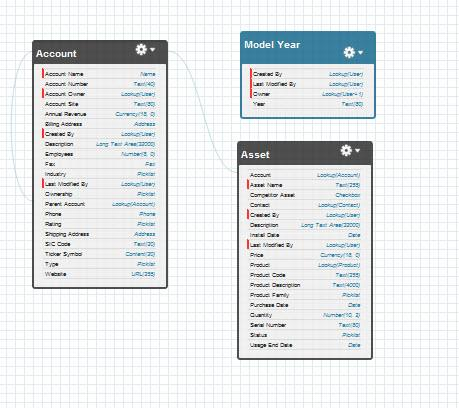 Account
Account Name Name
Account Number Text(40)
Account Owner Lookup(User)
Account Site Text(80)
Annual Revenue Currency(18, 0)
Billing Address Address
Created By Lookup(User)
Description Long Text Area(32000)
Employees Number(8, 0)
Fax Fax
Industry Picklist
Last Modified By Lookup(User)
Ownership Picklist
Parent Account Lookup(Account)
Phone Phone
Rating Picklist
Shipping Address Address
SIC Code Text(20)
Ticker Symbol Content(20)
Type Picklist
Website URL(255)
Model Year
Created By Lookup(User)
Last Modified By Lookup(User)
Owner Lookup(User+1)
Year Text(80)
Asset
Account Lookup(Account)
Asset Name Text(255)
Competitor Asset Checkbox
Contact Lookup(Contact)
Created By Lookup(User)
Description Long Text Area(32000)
Install Date Date
Last Modified By Lookup(User)
Price Currency(18, 0)
Product Lookup(Product)
Product Code Text(255)
Product Description Text(4000)
Product Family Picklist
Purchase Date Date
Quantity Number(10, 2)
Serial Number Text(80)
Status Picklist
Usage End Date Date